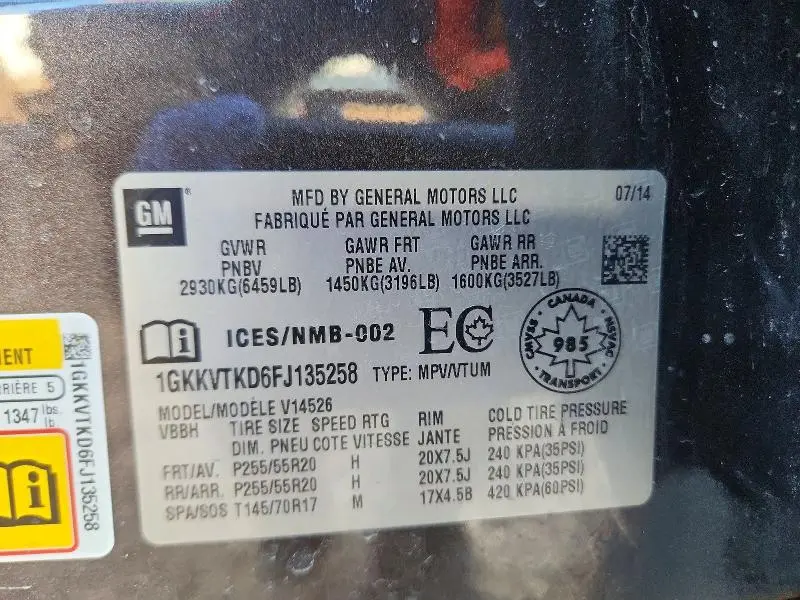 GM
MFD BY GENERAL MOTORS LLC 07/14
FABRIQUÉ PAR GENERAL MOTORS LLC
GVWR GAWR FRT GAWR RR
PNBV PNBE AV. PNBE ARR.
2930KG(6459LB) 1450KG(3196LB) 1600KG(3527LB)
ICES/NMB-002 EC
CANADA
CMVSS 985 NSVAC
TRANSPORT
1GKKVTKD6FJ135258 TYPE: MPV/VTUM
MODEL/MODÈLE V14526
VBBH TIRE SIZE SPEED RTG RIM COLD TIRE PRESSURE
DIM. PNEU COTE VITESSE JANTE PRESSION À FROID
FRT/AV. P255/55R20 H 20X7.5J 240 KPA(35PSI)
RR/ARR. P255/55R20 H 20X7.5J 240 KPA(35PSI)
SPA/SOS T145/70R17 M 17X4.5B 420 KPA(60PSI)
MENT
RRIÈRE 5
1347 lbs.
lb
1GKKVTKD6FJ135258